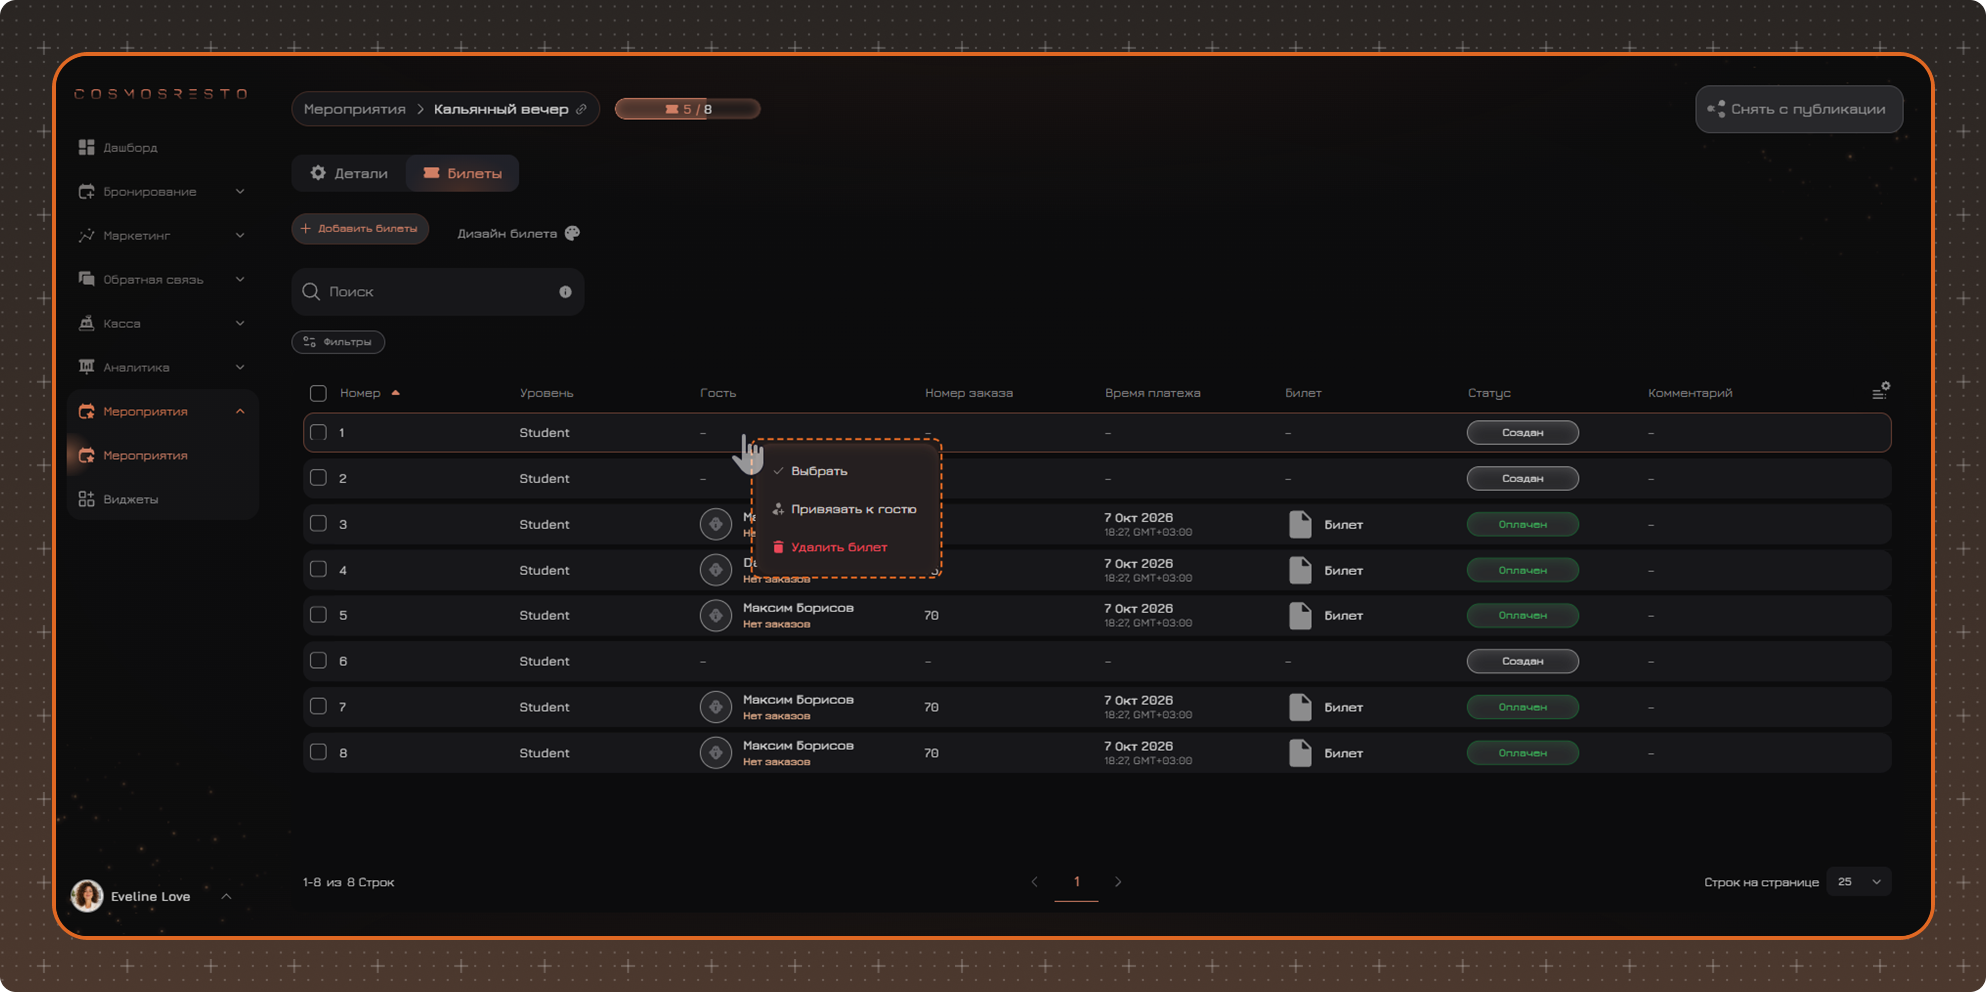 COSMOSRESTO
Дашборд
Бронирование
Маркетинг
Обратная связь
Касса
Аналитика
Мероприятия
Мероприятия
Виджеты
Eveline Love
Мероприятия > Кальянный вечер
5 / 8
Снять с публикации
Детали
Билеты
+ Добавить билеты
Дизайн билета
Поиск
Фильтры
Номер Уровень Гость Номер заказа Время платежа Билет Статус Комментарий
1 Student – – – – Создан –
2 Student – – – Создан –
3 Student 7 Окт 2026 Билет Оплачен –
18:27, GMT+03:00
4 Student 7 Окт 2026 Билет Оплачен –
Нет заказов 18:27, GMT+03:00
5 Student Максим Борисов 70 7 Окт 2026 Билет Оплачен –
Нет заказов 18:27, GMT+03:00
6 Student – – – – Создан –
7 Student Максим Борисов 70 7 Окт 2026 Билет Оплачен –
Нет заказов 18:27, GMT+03:00
8 Student Максим Борисов 70 7 Окт 2026 Билет Оплачен –
Нет заказов 18:27, GMT+03:00
Выбрать
Привязать к гостю
Удалить билет
1-8 из 8 Строк
1
Строк на странице 25